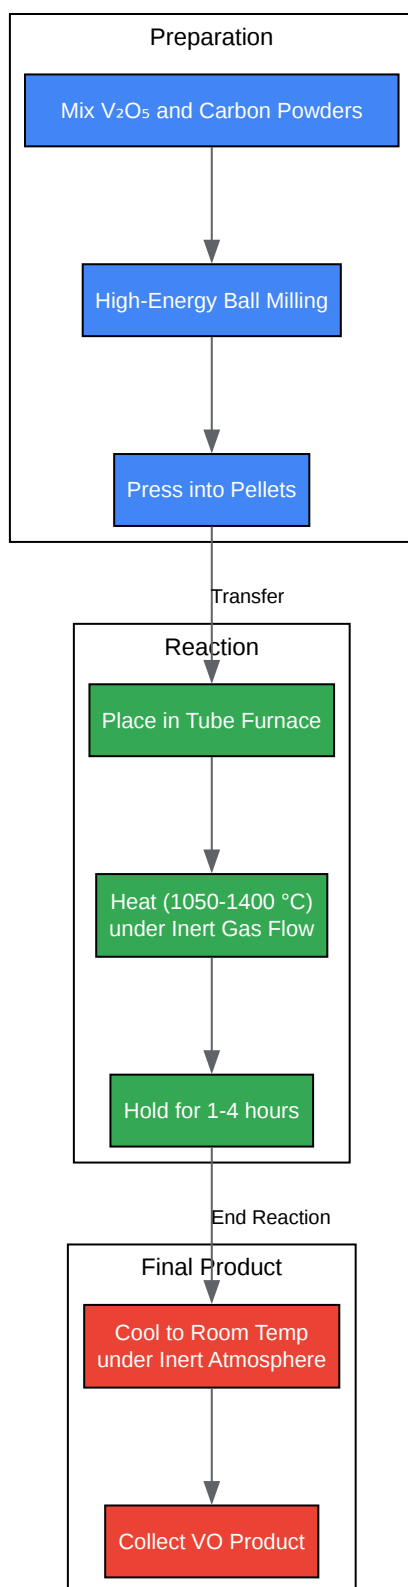 Preparation
Mix V₂O₅ and Carbon Powders
High-Energy Ball Milling
Press into Pellets
Transfer
Reaction
Place in Tube Furnace
Heat (1050-1400 °C)
under Inert Gas Flow
Hold for 1-4 hours
End Reaction
Final Product
Cool to Room Temp
under Inert Atmosphere
Collect VO Product